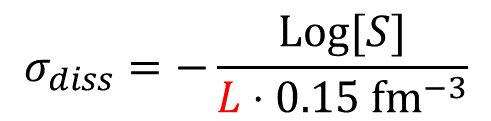 σ_diss = − Log[S] / (L · 0.15 fm⁻³)